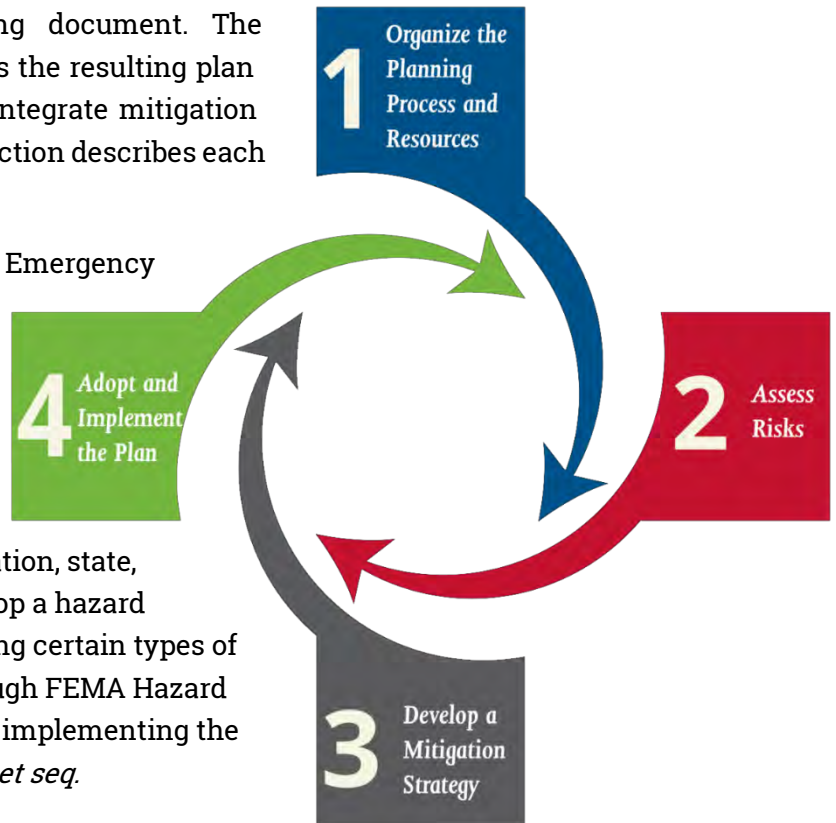 ng document. The
s the resulting plan
ntegrate mitigation
ction describes each
Emergency
ation, state,
op a hazard
ng certain types of
ugh FEMA Hazard
implementing the
et seq.
1
Organize the
Planning
Process and
Resources
2
Assess
Risks
3
Develop a
Mitigation
Strategy
4
Adopt and
Implement
the Plan